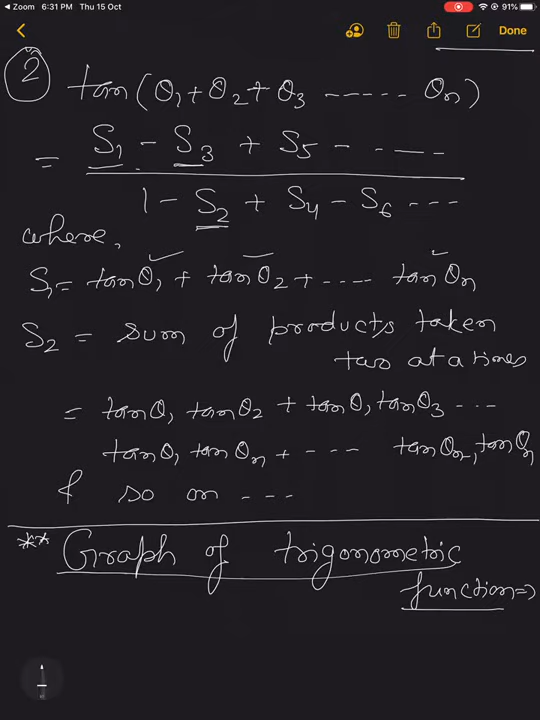 Zoom 6:31 PM Thu 15 Oct 91%
Done
② tan(θ₁+θ₂+θ₃ ----- θₙ)
= (S₁ - S₃ + S₅ - ----) / (1 - S₂ + S₄ - S₆ ---)
where,
S₁= tanθ₁ + tanθ₂ + ---- tanθₙ
S₂ = sum of products taken
two at a times
= tanθ₁ tanθ₂ + tanθ₁ tanθ₃ ---
tanθ₁ tanθₙ + --- tanθₙ₋₁ tanθₙ
& so on ---
** Graph of trigonometric
function⇒